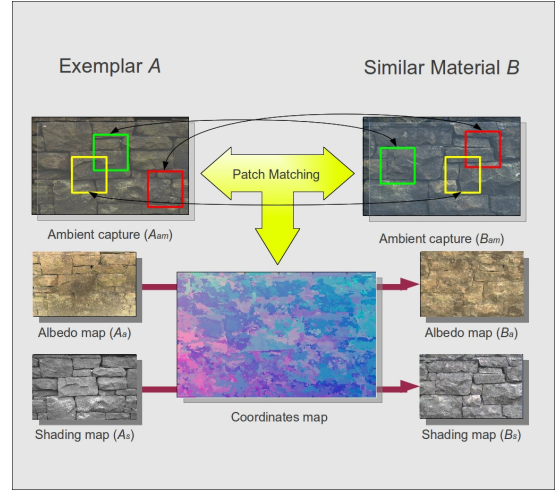 Exemplar A
Similar Material B
Patch Matching
Ambient capture (Aam)
Ambient capture (Bam)
Albedo map (Aa)
Albedo map (Ba)
Coordinates map
Shading map (As)
Shading map (Bs)